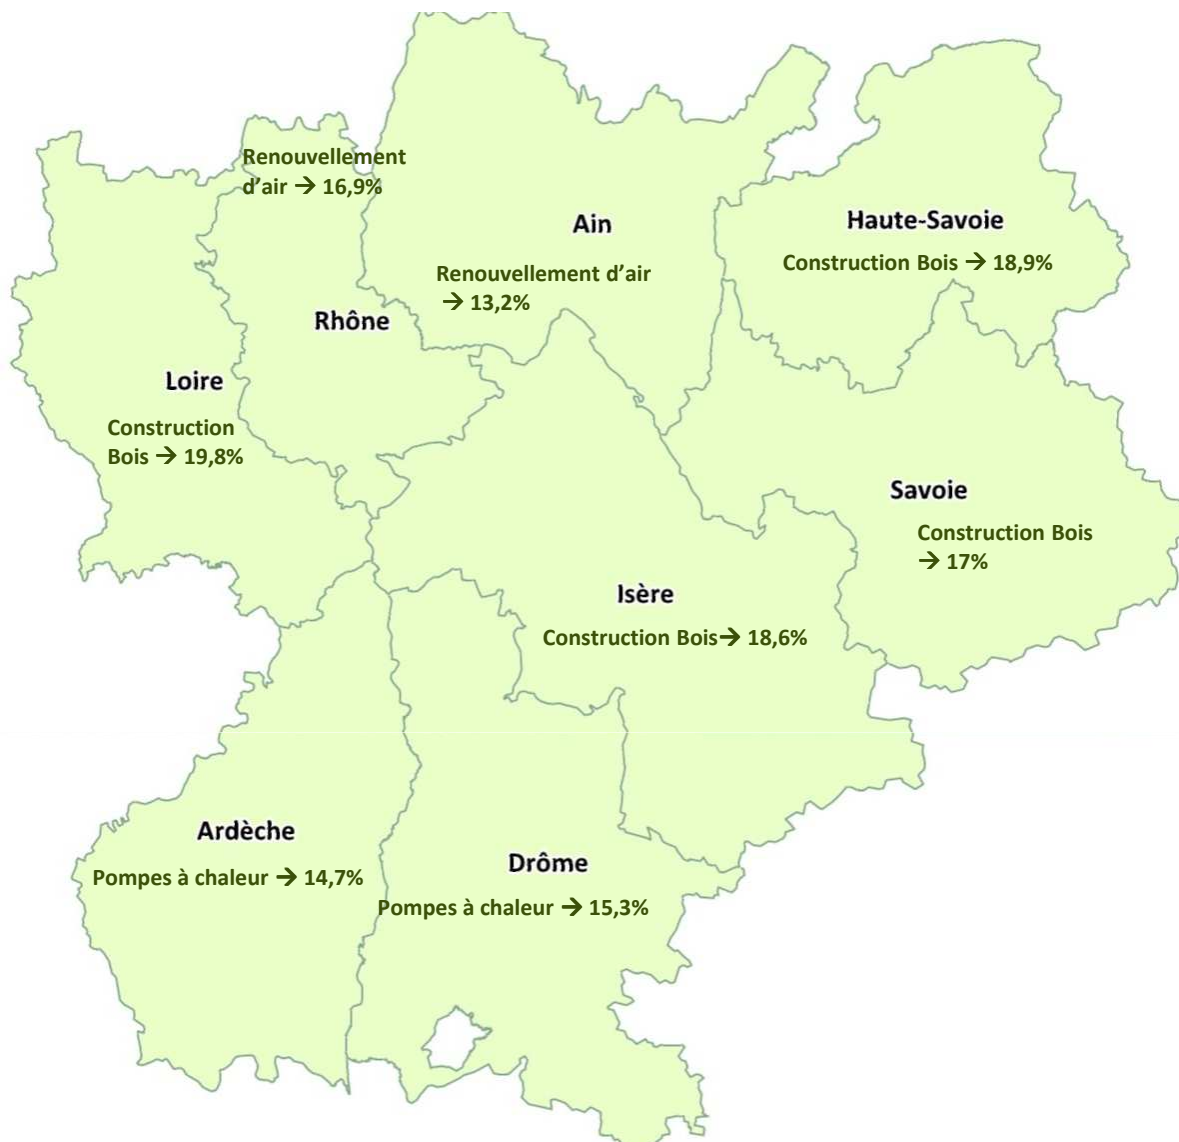 Renouvellement
d’air → 16,9%
Ain
Renouvellement d’air
→ 13,2%
Haute-Savoie
Construction Bois → 18,9%
Rhône
Loire
Construction
Bois → 19,8%
Savoie
Construction Bois
→ 17%
Isère
Construction Bois→ 18,6%
Ardèche
Pompes à chaleur → 14,7%
Drôme
Pompes à chaleur → 15,3%